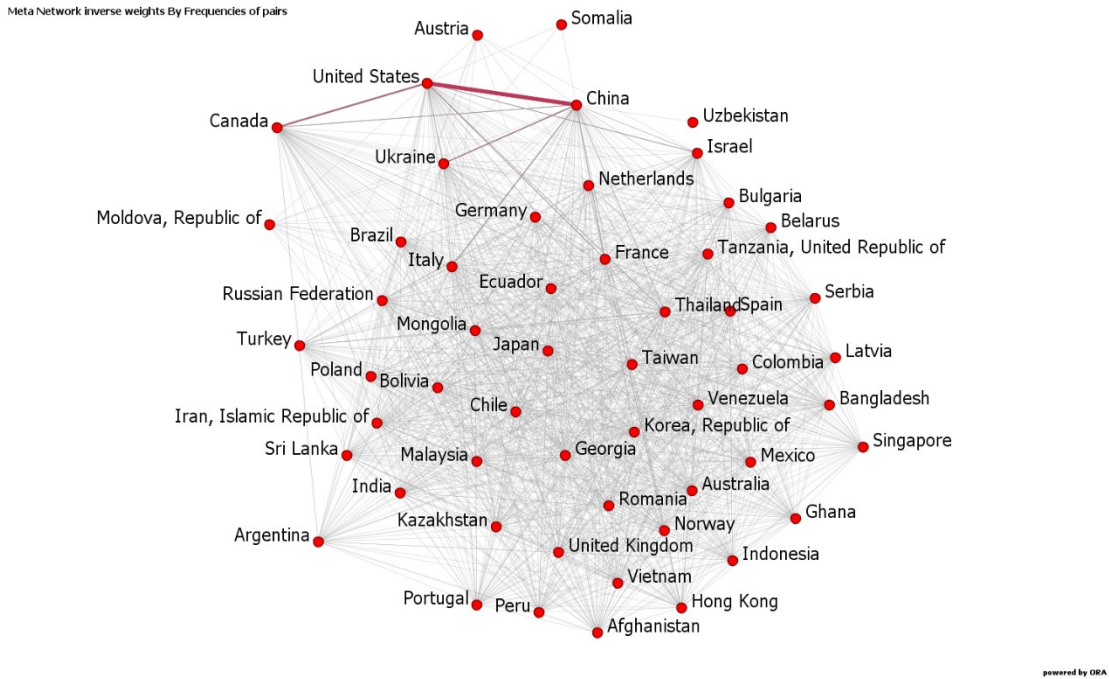 Meta Network inverse weights By Frequencies of pairs
Somalia
Austria
United States
China
Uzbekistan
Canada
Israel
Ukraine
Netherlands
Bulgaria
Germany
Moldova, Republic of
Belarus
Brazil
Tanzania, United Republic of
France
Italy
Ecuador
Serbia
Russian Federation
Thailand
Spain
Mongolia
Turkey
Japan
Taiwan
Latvia
Colombia
Poland
Bolivia
Venezuela
Bangladesh
Chile
Iran, Islamic Republic of
Korea, Republic of
Singapore
Sri Lanka
Malaysia
Georgia
Mexico
India
Australia
Romania
Ghana
Kazakhstan
Norway
Argentina
United Kingdom
Indonesia
Vietnam
Portugal
Peru
Hong Kong
Afghanistan
powered by ORA